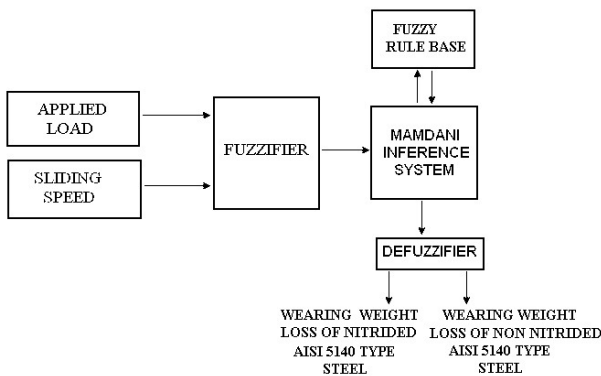 FUZZY
RULE BASE
APPLIED
LOAD
FUZZIFIER
MAMDANI
INFERENCE
SYSTEM
SLIDING
SPEED
DEFUZZIFIER
WEARING WEIGHT
LOSS OF NITRIDED
AISI 5140 TYPE
STEEL
WEARING WEIGHT
LOSS OF NON NITRIDED
AISI 5140 TYPE
STEEL